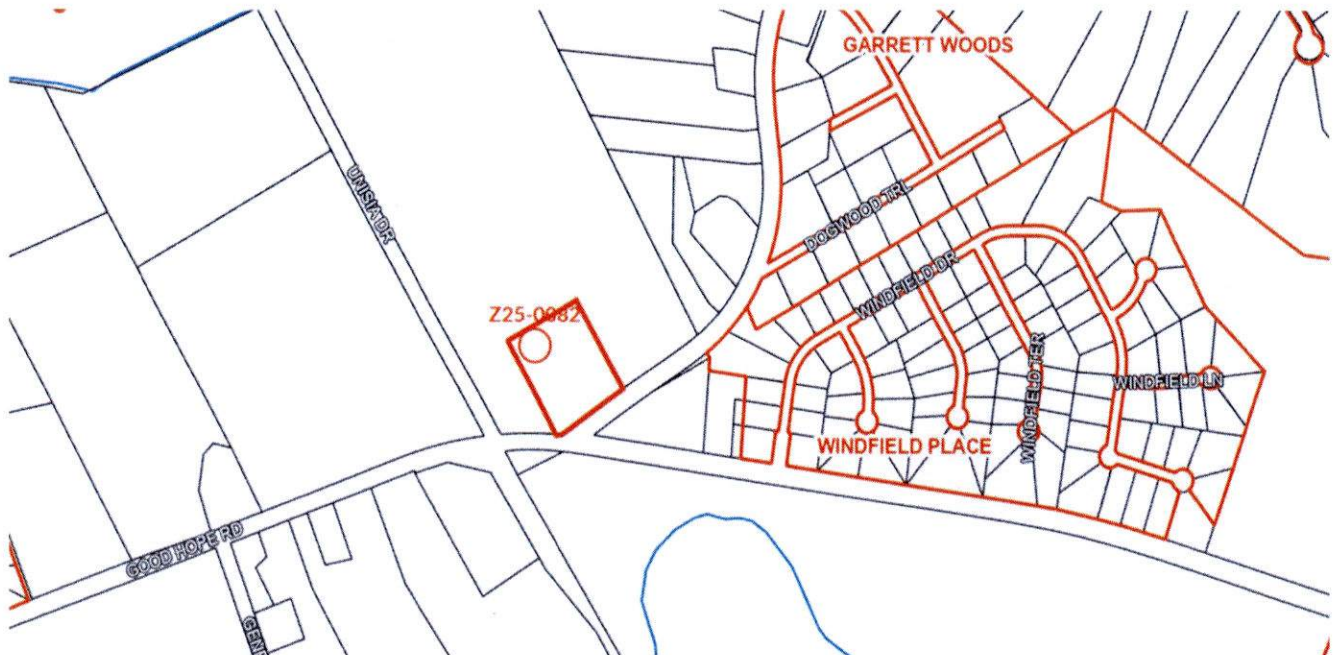 GARRETT WOODS
UNISIA DR
DOGWOOD TRL
WINDFIELD DR
Z25-0082
WINDFIELD TER
WINDFIELD LN
WINDFIELD PLACE
GOOD HOPE RD
GENE